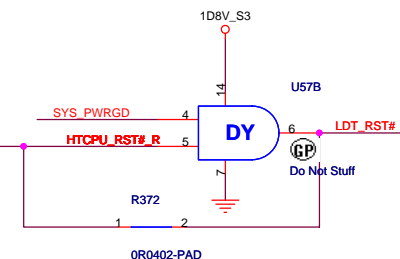 1D8V_S3
14
U57B
SYS_PWRGD
4
DY
6
LDT_RST#
HTCPU_RST#_R
5
GP
7
Do Not Stuff
R372
1
2
0R0402-PAD